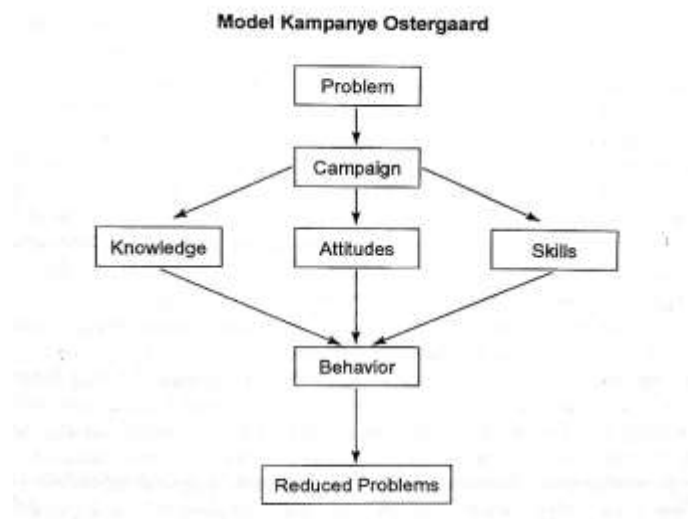 Model Kampanye Ostergaard
Problem
Campaign
Knowledge
Attitudes
Skills
Behavior
Reduced Problems